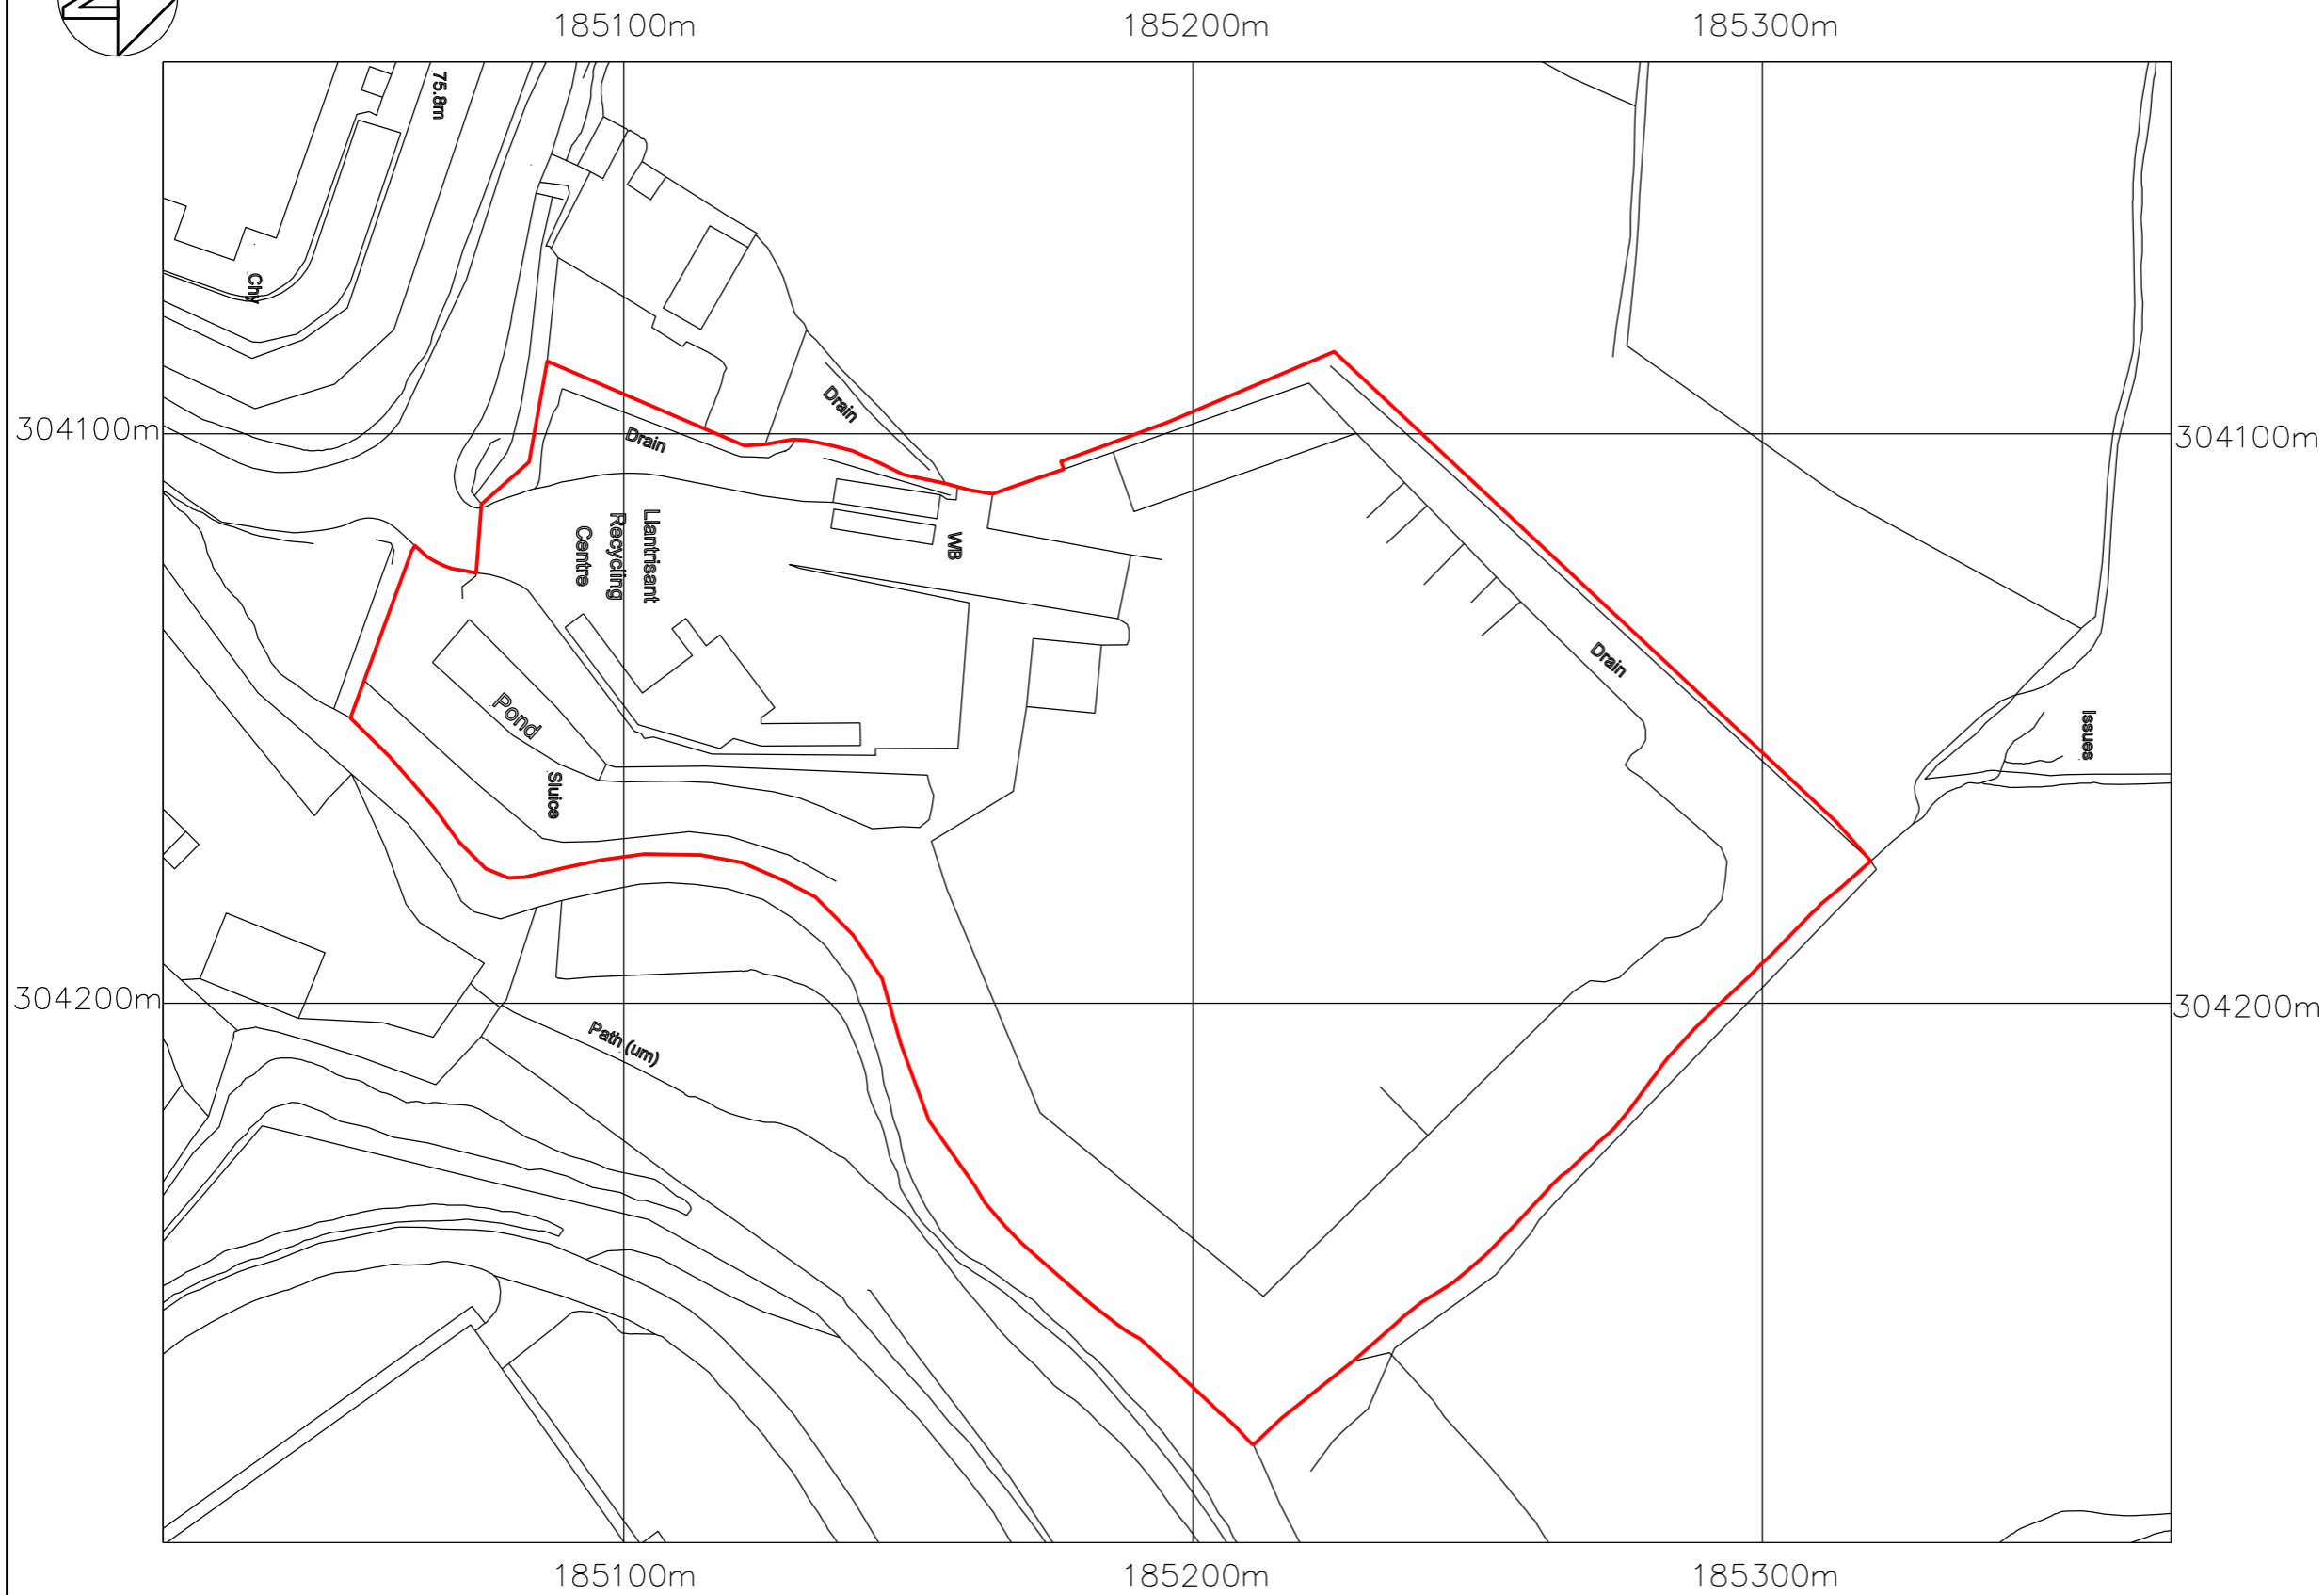 185100m
185200m
185300m
75.8m
Chy
304100m
304100m
Drain
Drain
Llantrisant
Recycling
Centre
WB
Drain
Pond
Sluice
Issues
304200m
304200m
Path (um)
185100m
185200m
185300m